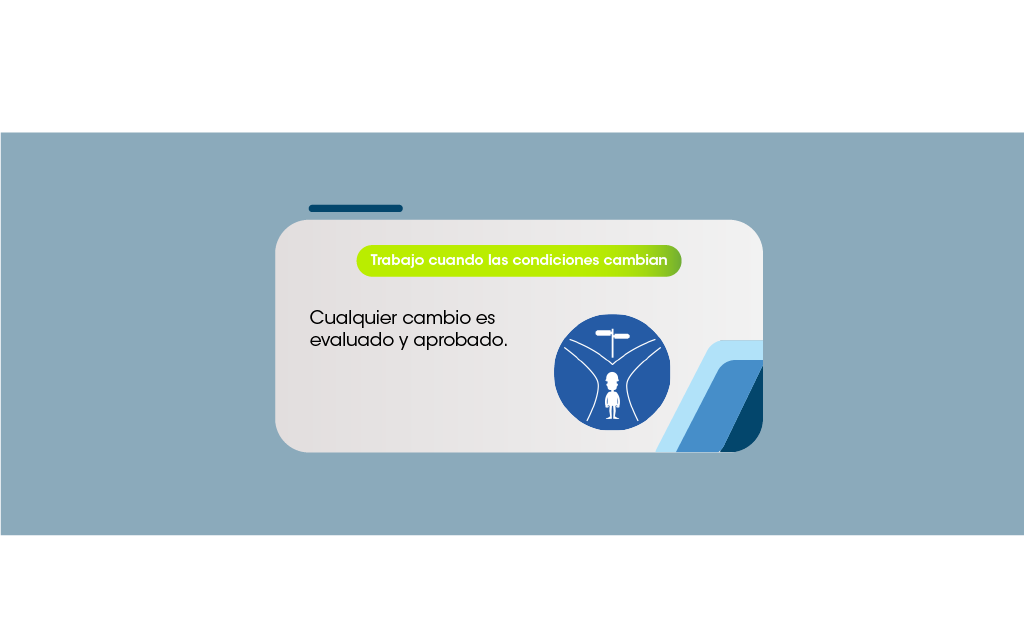 Trabajo cuando las condiciones cambian
Cualquier cambio es
evaluado y aprobado.